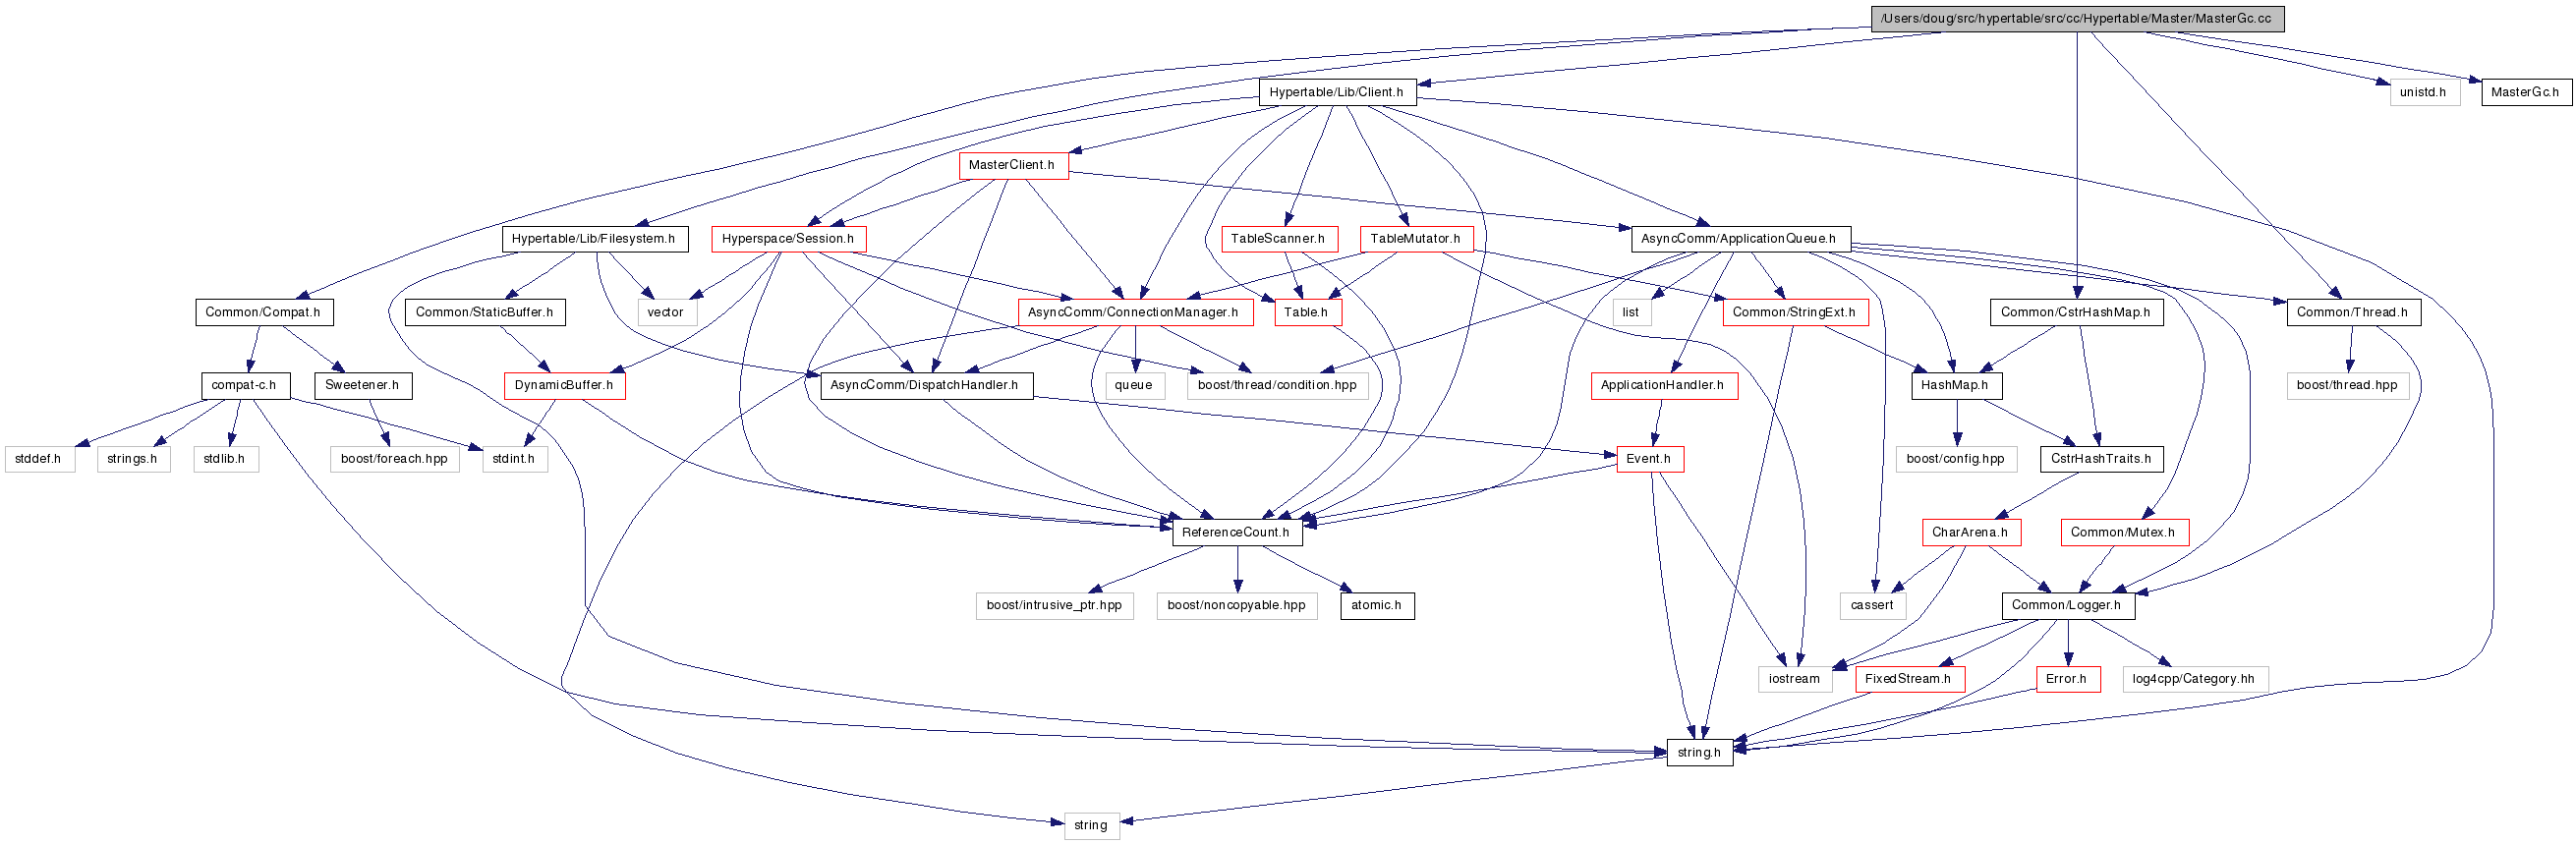 /Users/doug/src/hypertable/src/cc/Hypertable/Master/MasterGc.cc
Hypertable/Lib/Client.h
unistd.h
MasterGc.h
MasterClient.h
Hypertable/Lib/Filesystem.h
Hyperspace/Session.h
TableScanner.h
TableMutator.h
AsyncComm/ApplicationQueue.h
Common/Compat.h
Common/StaticBuffer.h
vector
AsyncComm/ConnectionManager.h
Table.h
list
Common/StringExt.h
Common/CstrHashMap.h
Common/Thread.h
compat-c.h
Sweetener.h
DynamicBuffer.h
AsyncComm/DispatchHandler.h
queue
boost/thread/condition.hpp
ApplicationHandler.h
HashMap.h
boost/thread.hpp
stddef.h
strings.h
stdlib.h
boost/foreach.hpp
stdint.h
Event.h
boost/config.hpp
CstrHashTraits.h
ReferenceCount.h
CharArena.h
Common/Mutex.h
boost/intrusive_ptr.hpp
boost/noncopyable.hpp
atomic.h
cassert
Common/Logger.h
iostream
FixedStream.h
Error.h
log4cpp/Category.hh
string.h
string